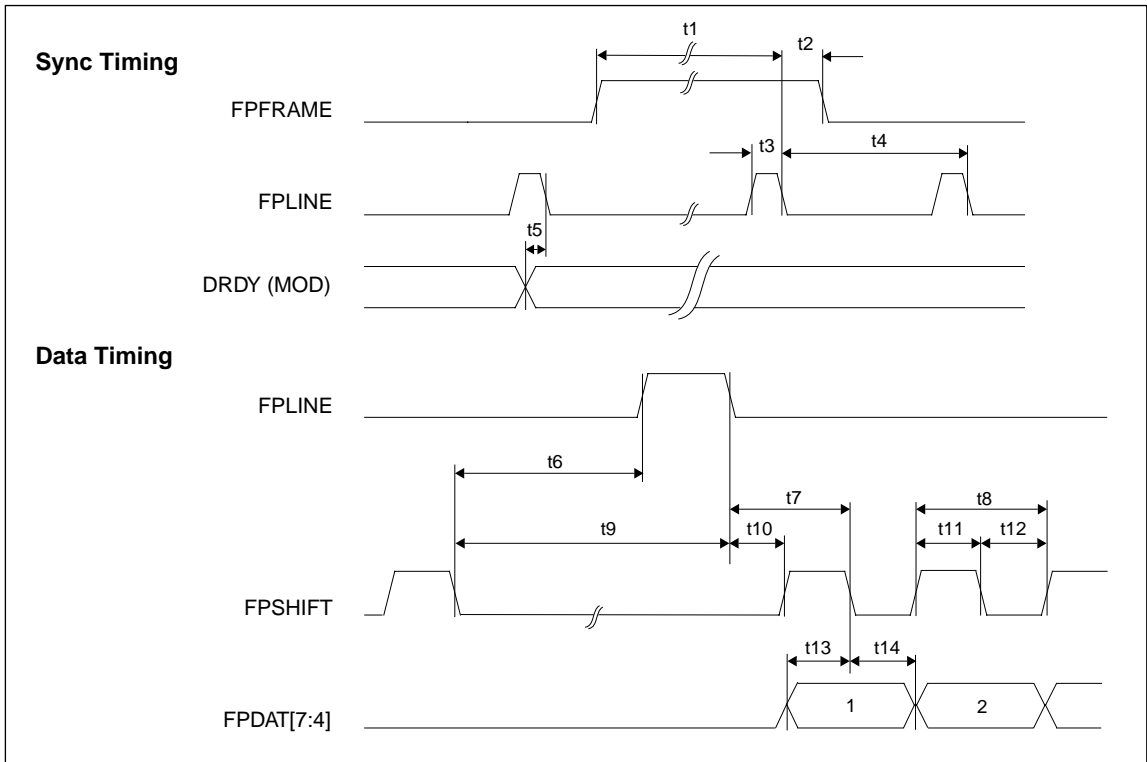 Sync Timing
t1
t2
FPFRAME
t3
t4
FPLINE
t5
DRDY (MOD)
Data Timing
FPLINE
t6
t7
t8
t9
t10
t11
t12
FPSHIFT
t13
t14
FPDAT[7:4]
1
2